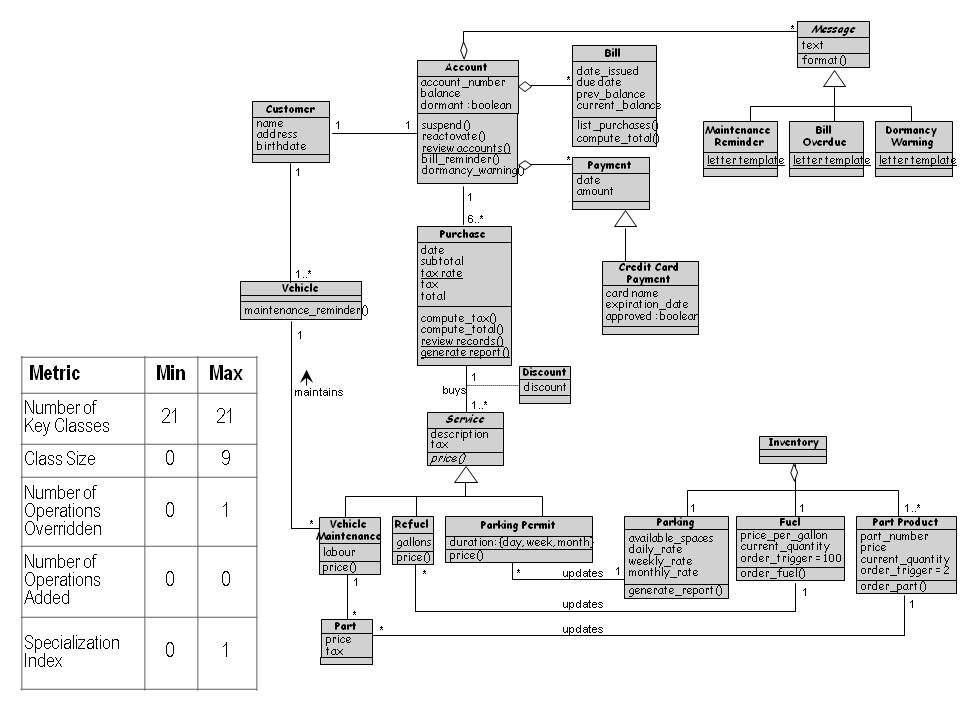 *
Message
text
format()
Maintenance
Reminder
letter template
Bill
Overdue
letter template
Dormancy
Warning
letter template
Account
account_number
balance
dormant : boolean
suspend()
reactovate()
review accounts()
bill_reminder()
dormancy_warning()
*
Bill
date_issued
due date
prev_balance
current_balance
list_purchases()
compute_total()
*
Payment
date
amount
Credit Card
Payment
card name
expiration_date
approved : boolean
Customer
name
address
birthdate
1
1
1
1..*
Vehicle
maintenance_reminder()
1
maintains
*
1
6..*
Purchase
date
subtotal
tax rate
tax
total
compute_tax()
compute_total()
review records()
generate report()
1
buys
1..*
Discount
discount
Service
description
tax
price()
Vehicle
Maintenance
labour
price()
Refuel
gallons
price()
Parking Permit
duration: {day, week, month}
price()
Inventory
1
1
1..*
Parking
available_spaces
daily_rate
weekly_rate
monthly_rate
generate_report()
Fuel
price_per_gallon
current_quantity
order_trigger = 100
order_fuel()
Part Product
part_number
price
current_quantity
order_trigger = 2
order_part()
* updates 1
* updates 1
* updates 1
1
*
Part
price
tax
Metric Min Max
Number of
Key Classes 21 21
Class Size 0 9
Number of
Operations 0 1
Overridden
Number of
Operations 0 0
Added
Specialization 0 1
Index